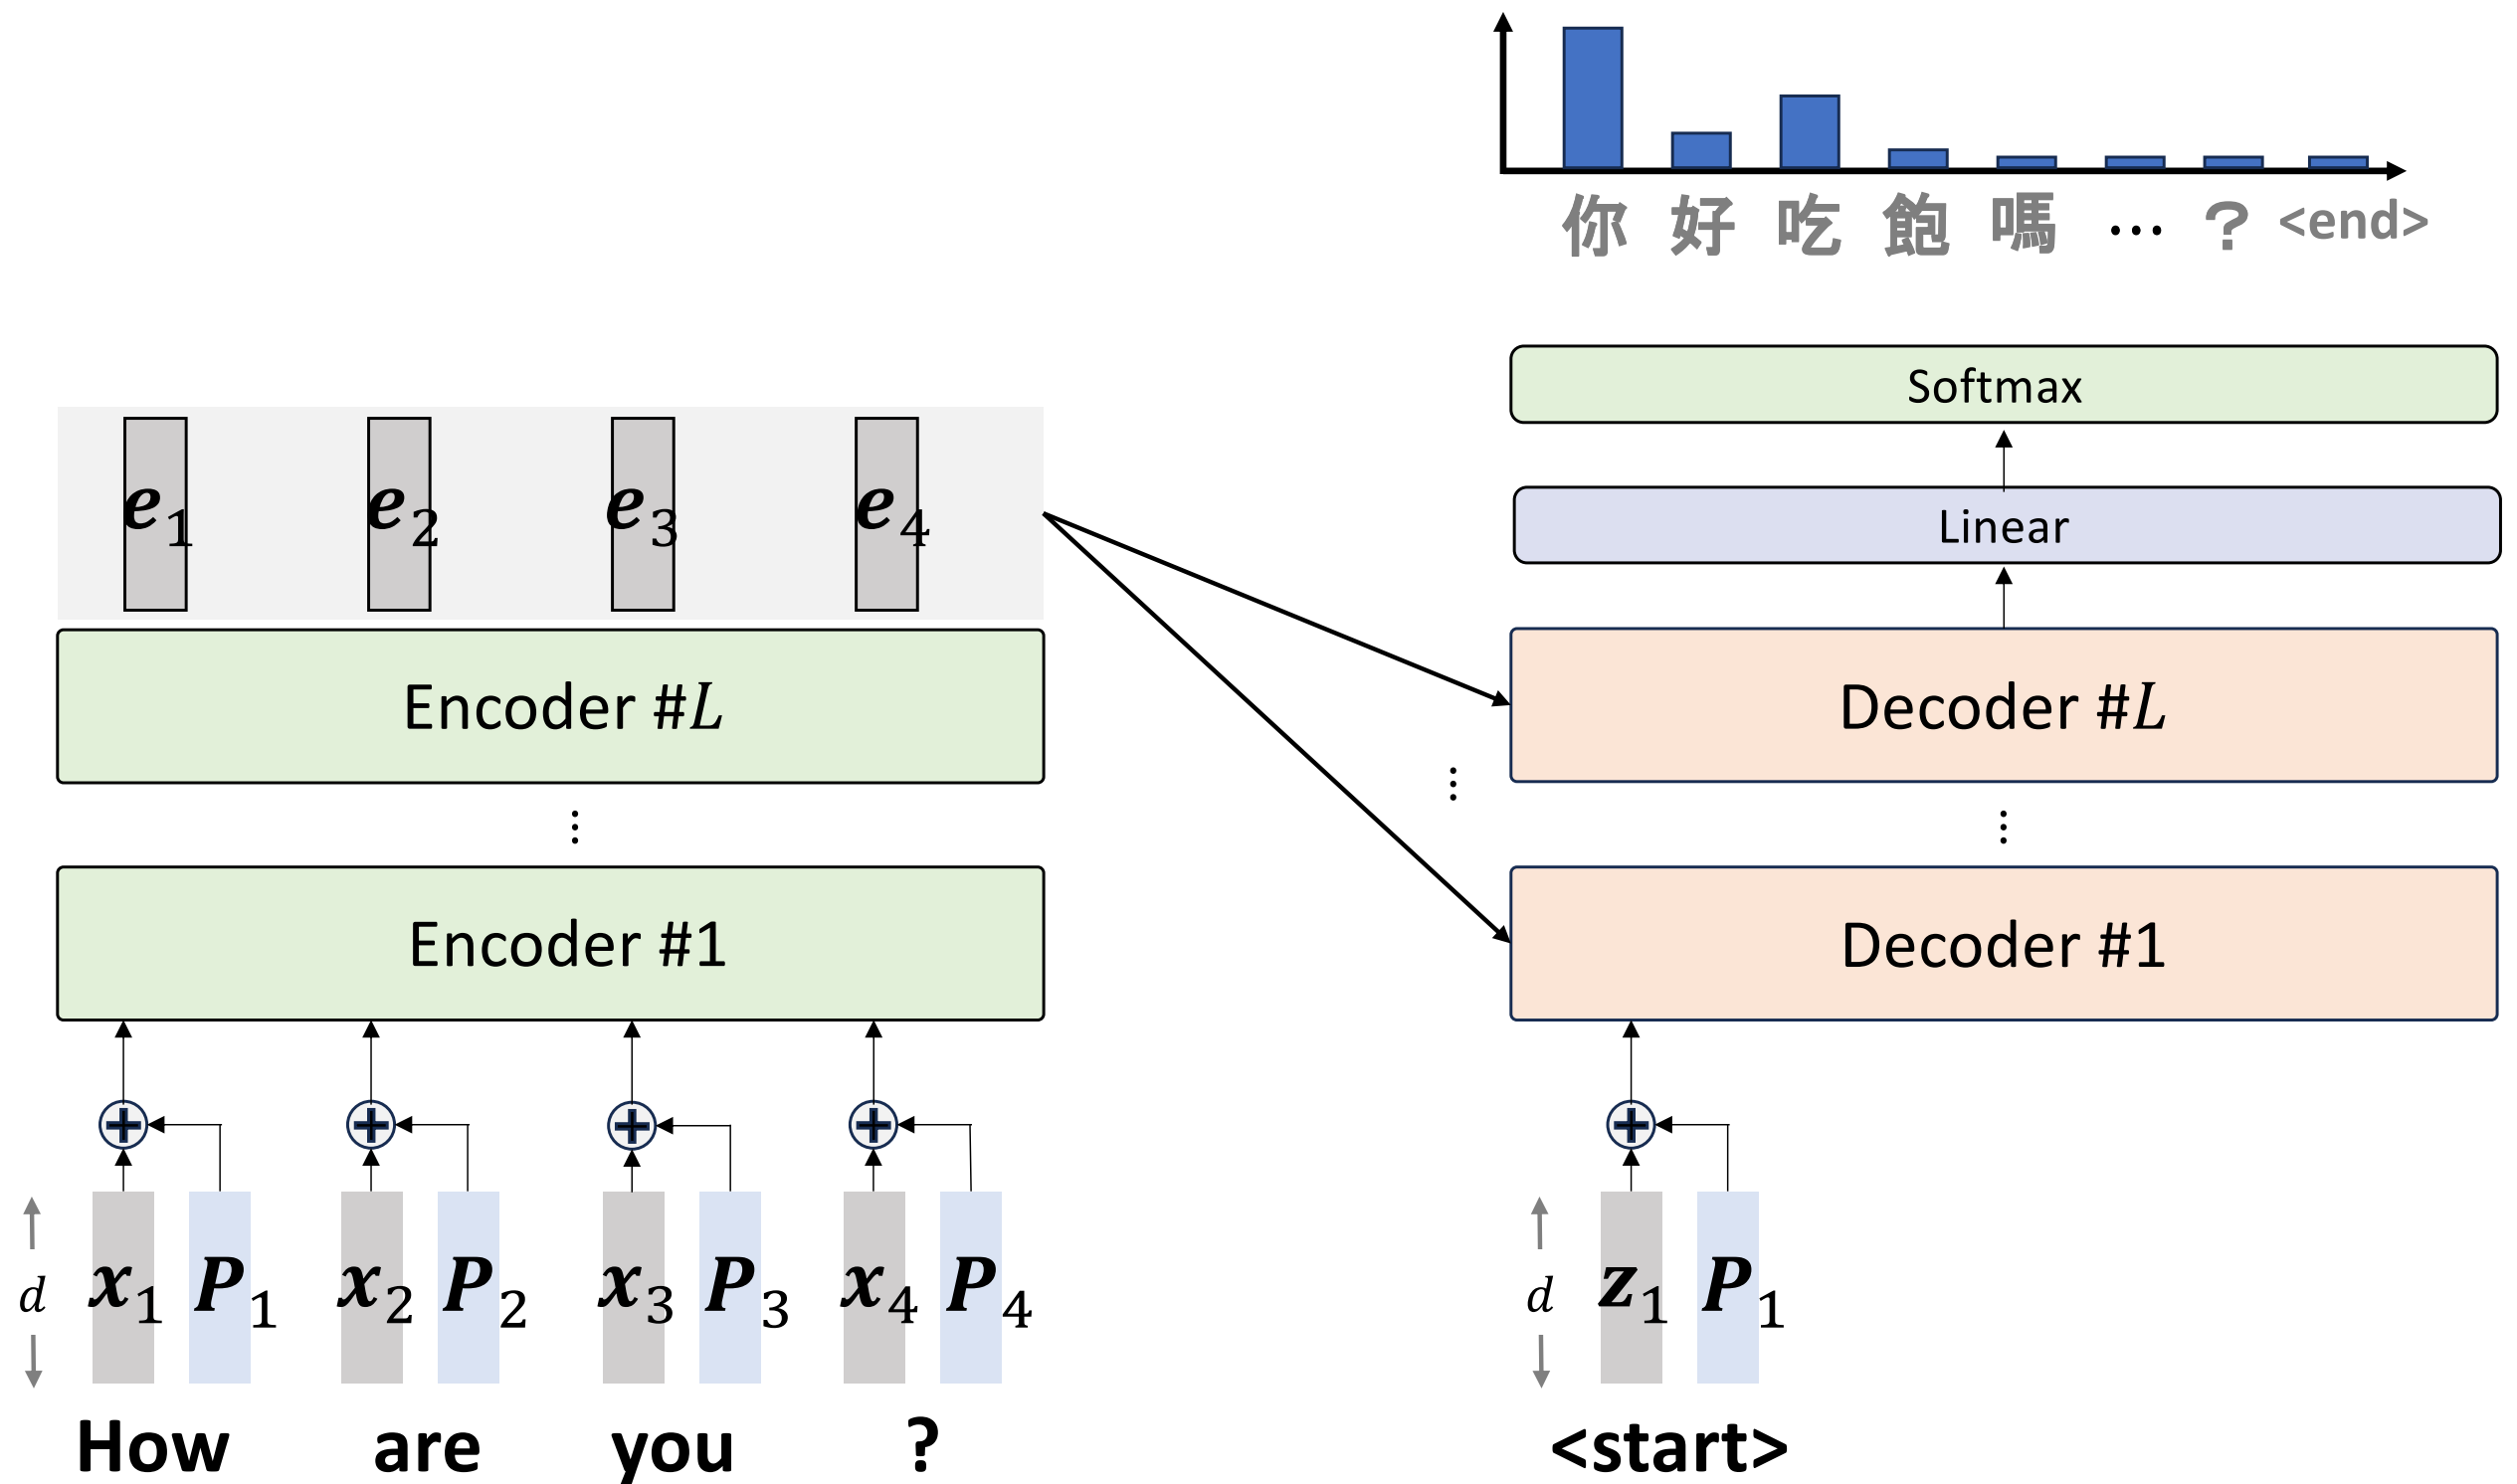 你 好 吃 飽 嗎 ... ? <end>
Softmax
Linear
e1 e2 e3 e4
Encoder #L
Decoder #L
Encoder #1
Decoder #1
d x1 P1 x2 P2 x3 P3 x4 P4
d z1 P1
How are you ?
<start>